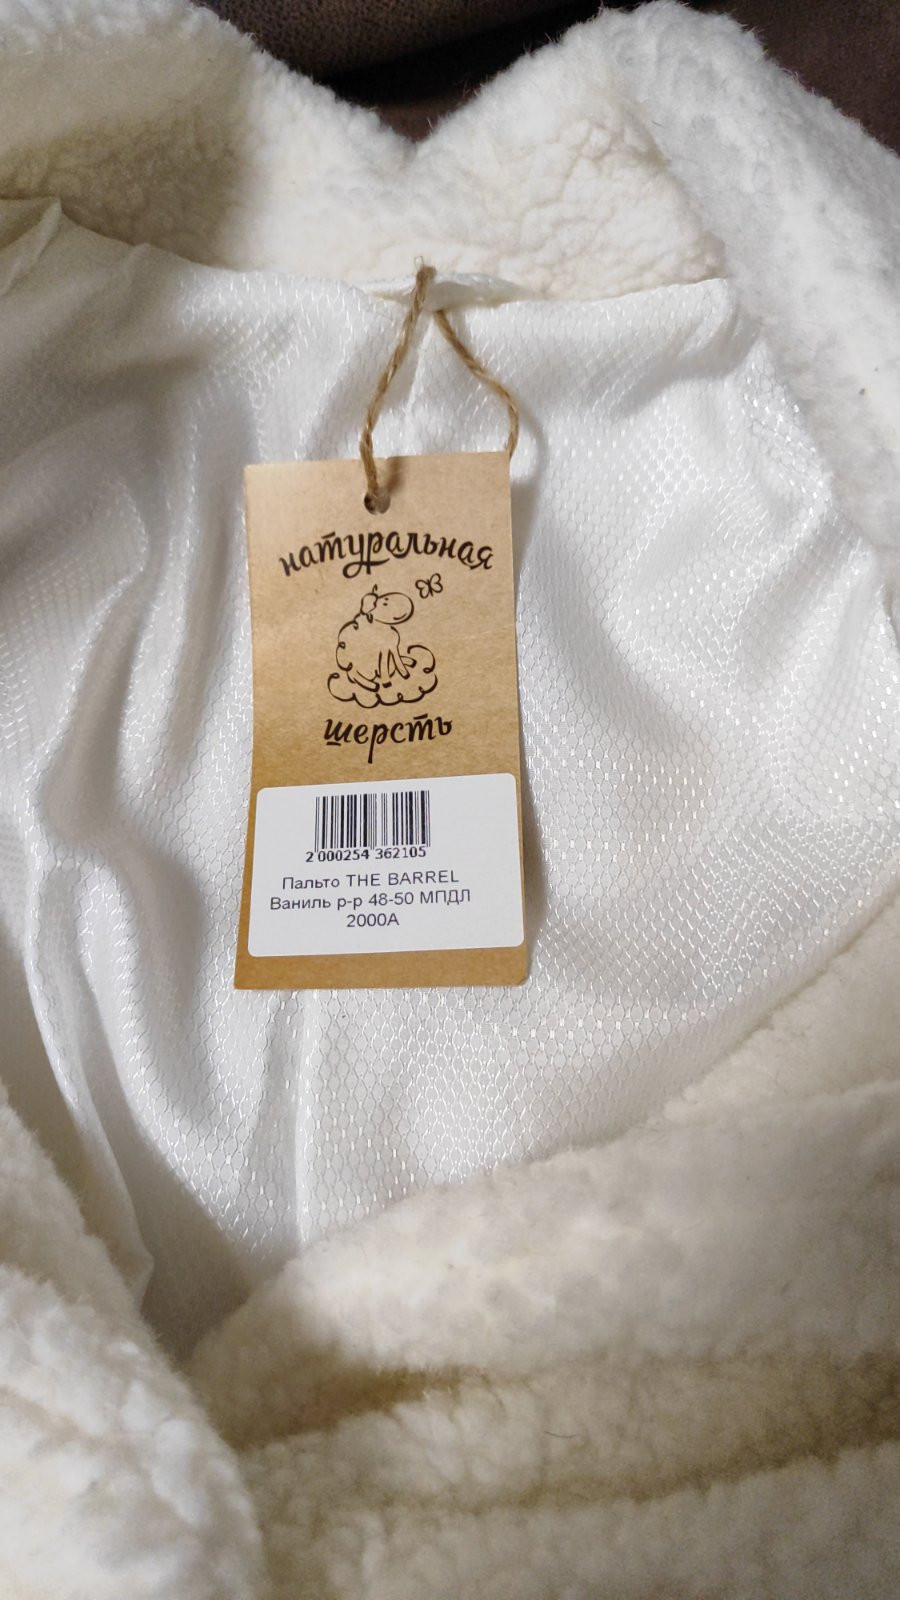 натуральная
шерсть
2 000254 362105
Пальто THE BARREL
Ваниль р-р 48-50 МПДЛ
2000А